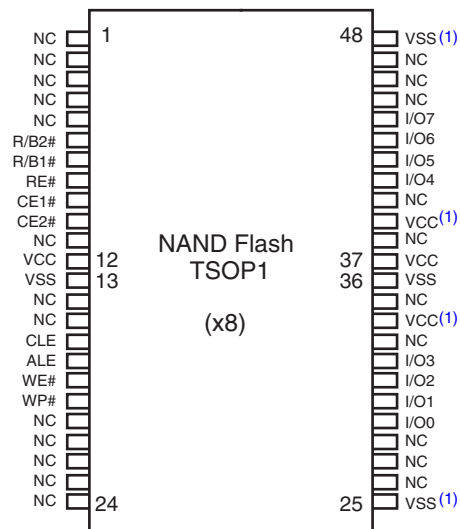 NC 1 48 VSS (1)
NC NC
NC NC
NC NC
NC I/O7
R/B2# I/O6
R/B1# I/O5
RE# I/O4
CE1# NC
CE2# VCC (1)
NC NAND Flash NC
VCC 12 TSOP1 37 VCC
VSS 13 36 VSS
NC NC
NC (x8) VCC (1)
CLE NC
ALE I/O3
WE# I/O2
WP# I/O1
NC I/O0
NC NC
NC NC
NC NC
NC 24 25 VSS (1)